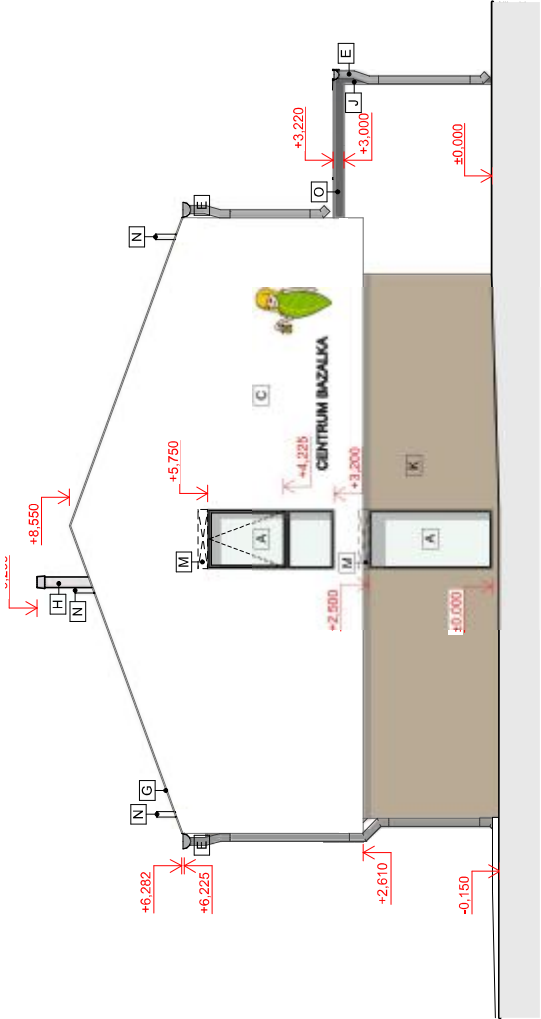 +8,550
H
N
G
N
N
+6,282
+5,750
M
E
+6,225
E
A
C
+4,225
CENTRUM BAZALKA
O
+3,220
+2,500
M
E
+3,200
J
+3,000
+2,610
K
A
±0,000
±0,000
-0,150